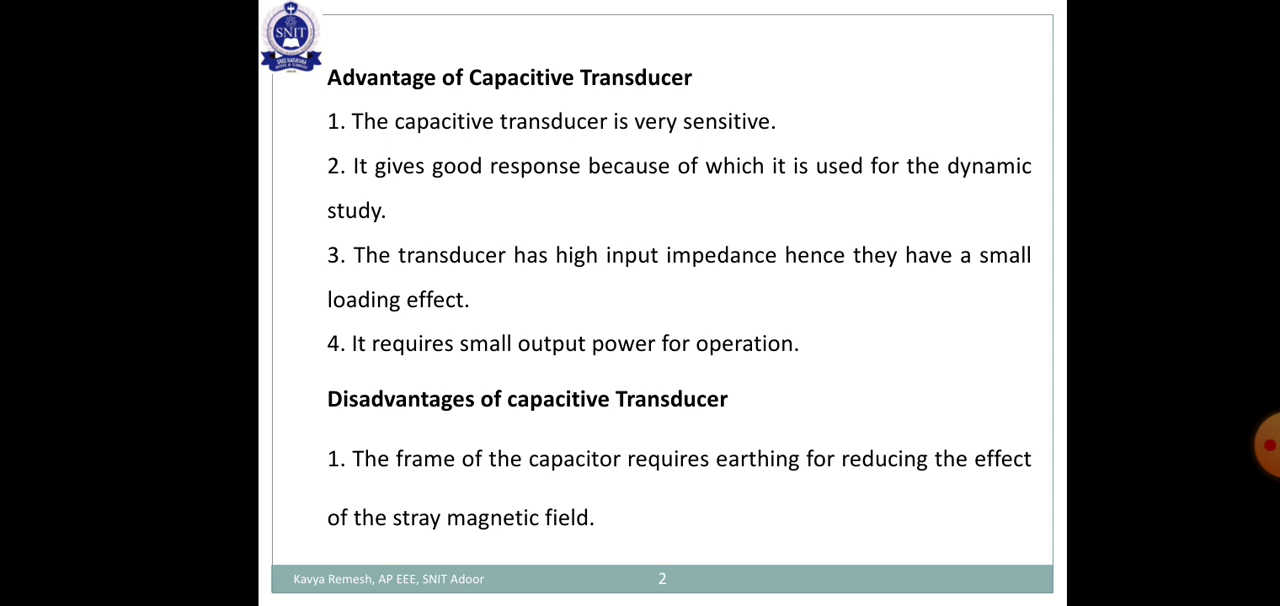 SNIT
Advantage of Capacitive Transducer
1. The capacitive transducer is very sensitive.
2. It gives good response because of which it is used for the dynamic
study.
3. The transducer has high input impedance hence they have a small
loading effect.
4. It requires small output power for operation.
Disadvantages of capacitive Transducer
1. The frame of the capacitor requires earthing for reducing the effect
of the stray magnetic field.
Kavya Remesh, AP EEE, SNIT Adoor
2